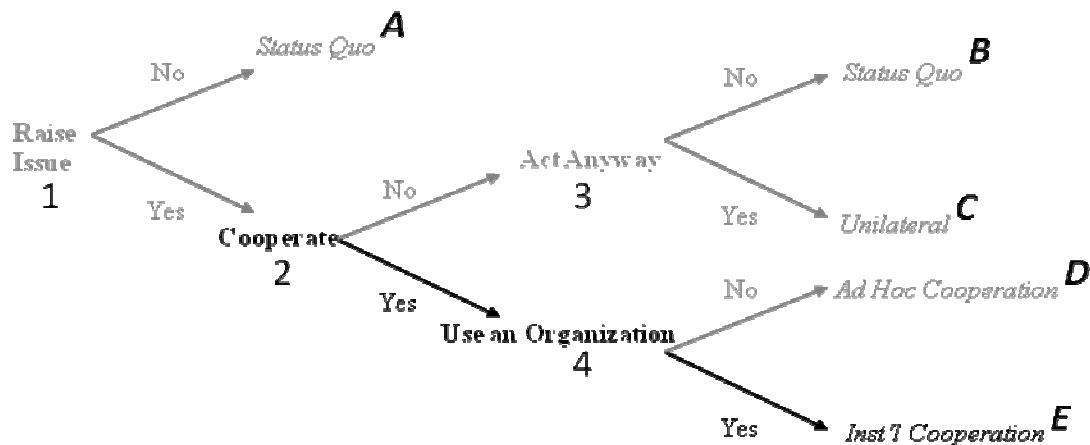 Status Quo A
No
No
Status Quo B
Raise
Issue
1
Act Anyway
3
Yes
No
Yes
Unilateral C
Cooperate
2
Yes
No
Ad Hoc Cooperation D
Use an Organization
4
Yes
Inst'l Cooperation E